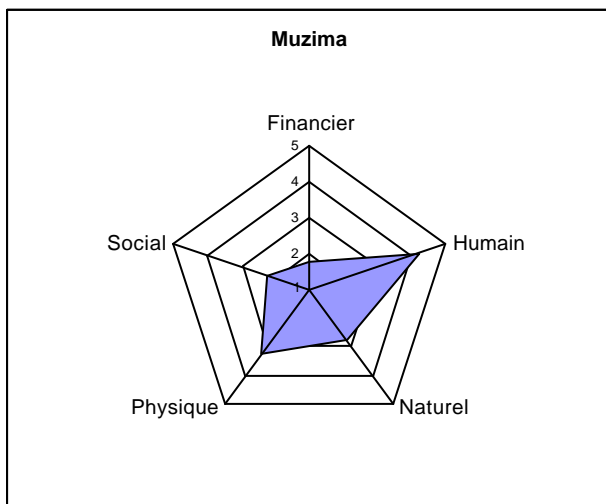 Muzima
Financier
5
4
Social
Humain
3
2
1
Physique
Naturel